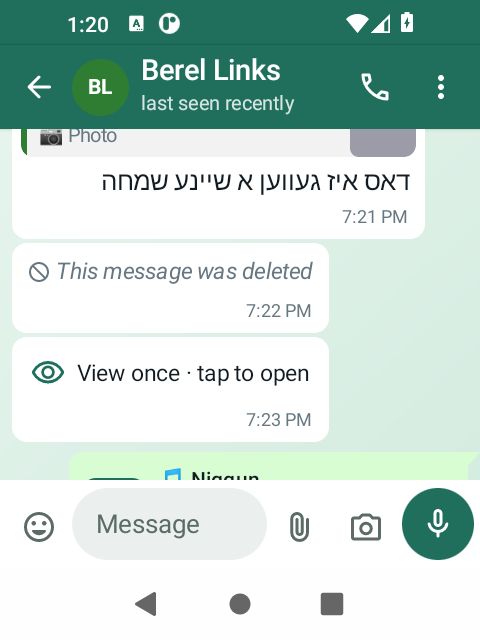 1:20 A
BL Berel Links
last seen recently
📷 Photo
דאס איז געווען א שיינע שמחה
7:21 PM
This message was deleted
7:22 PM
View once · tap to open
7:23 PM
🎵 Niggun
Message